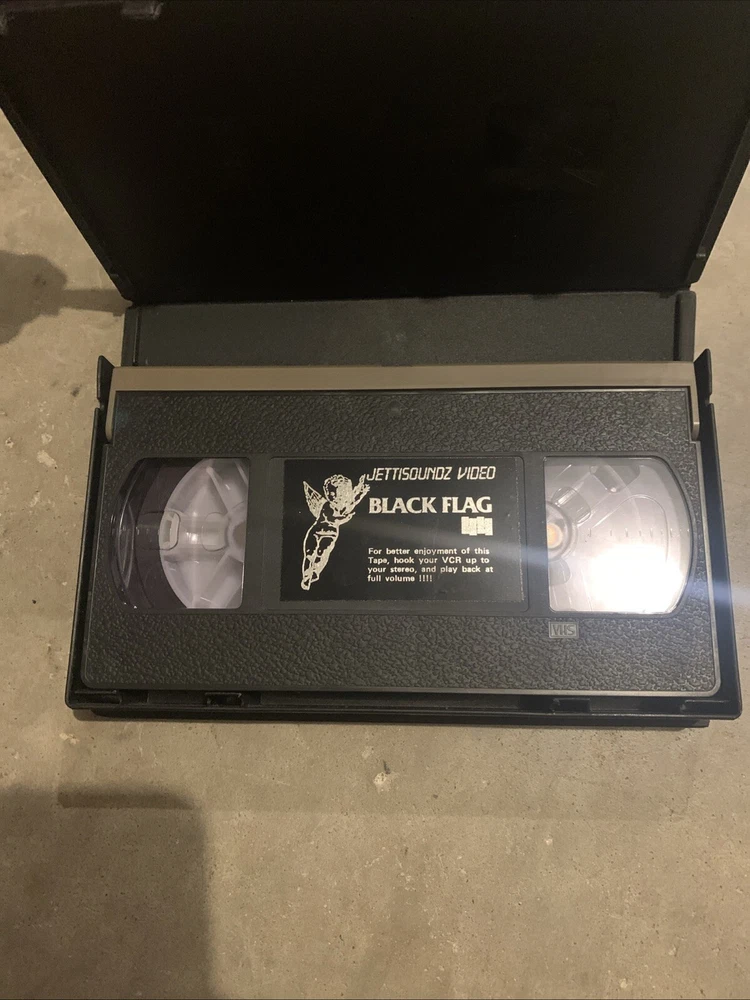 JETTISOUNDZ VIDEO
BLACK FLAG
For better enjoyment of this
Tape, hook your VCR up to
your stereo, and play back at
full volume !!!!
VHS